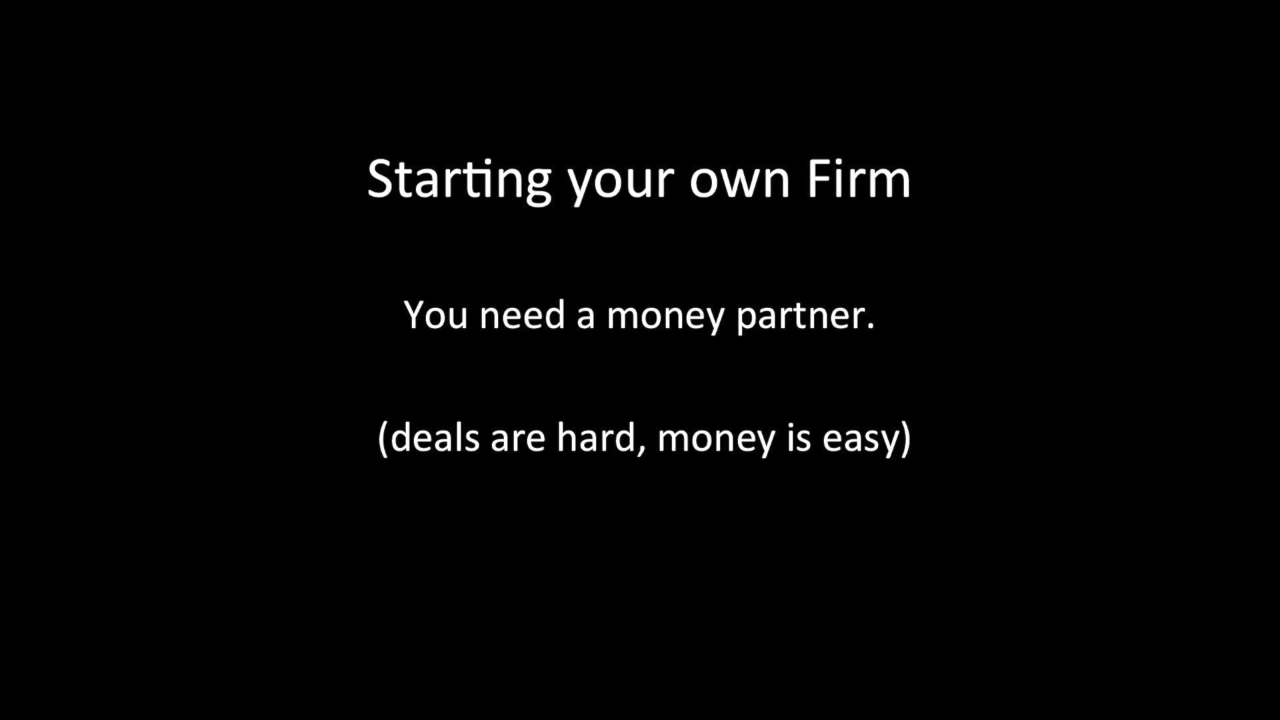 Starting your own Firm
You need a money partner.
(deals are hard, money is easy)